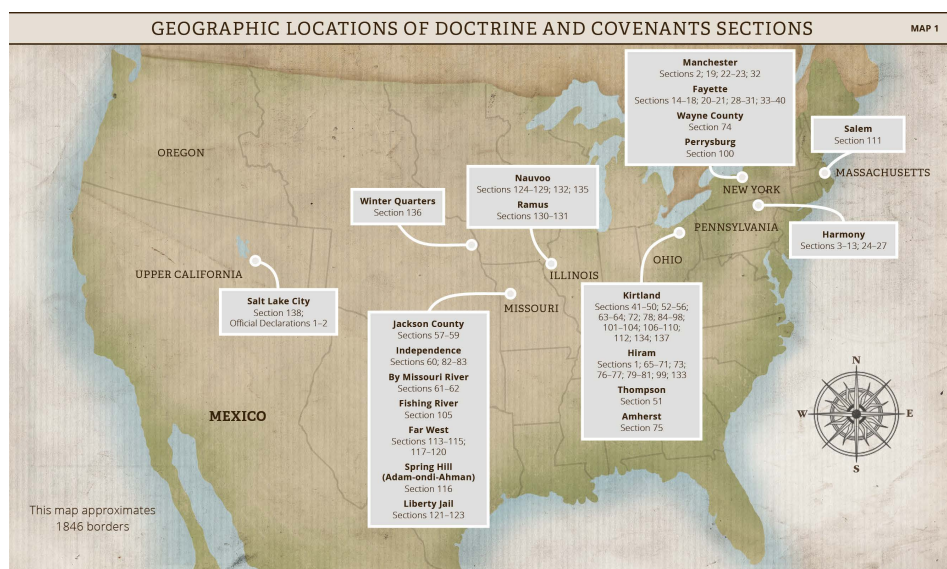 GEOGRAPHIC LOCATIONS OF DOCTRINE AND COVENANTS SECTIONS
MAP 1
Manchester
Sections 2; 19; 22–23; 32
Fayette
Sections 14–18; 20–21; 28–31; 33–40
Wayne County
Section 74
Perrysburg
Section 100
Salem
Section 111
OREGON
MASSACHUSETTS
NEW YORK
Nauvoo
Sections 124–129; 132; 135
Ramus
Sections 130–131
Winter Quarters
Section 136
PENNSYLVANIA
Harmony
Sections 3–13; 24–27
OHIO
UPPER CALIFORNIA
ILLINOIS
Salt Lake City
Section 138;
Official Declarations 1–2
MISSOURI
Kirtland
Sections 41–50; 52–56;
63–64; 72; 78; 84–98;
101–104; 106–110;
112; 134; 137
Hiram
Sections 1; 65–71; 73;
76–77; 79–81; 99; 133
Thompson
Section 51
Amherst
Section 75
Jackson County
Sections 57–59
Independence
Sections 60; 82–83
By Missouri River
Sections 61–62
Fishing River
Section 105
Far West
Sections 113–115;
117–120
Spring Hill
(Adam-ondi-Ahman)
Section 116
Liberty Jail
Sections 121–123
MEXICO
N
W
E
S
This map approximates
1846 borders